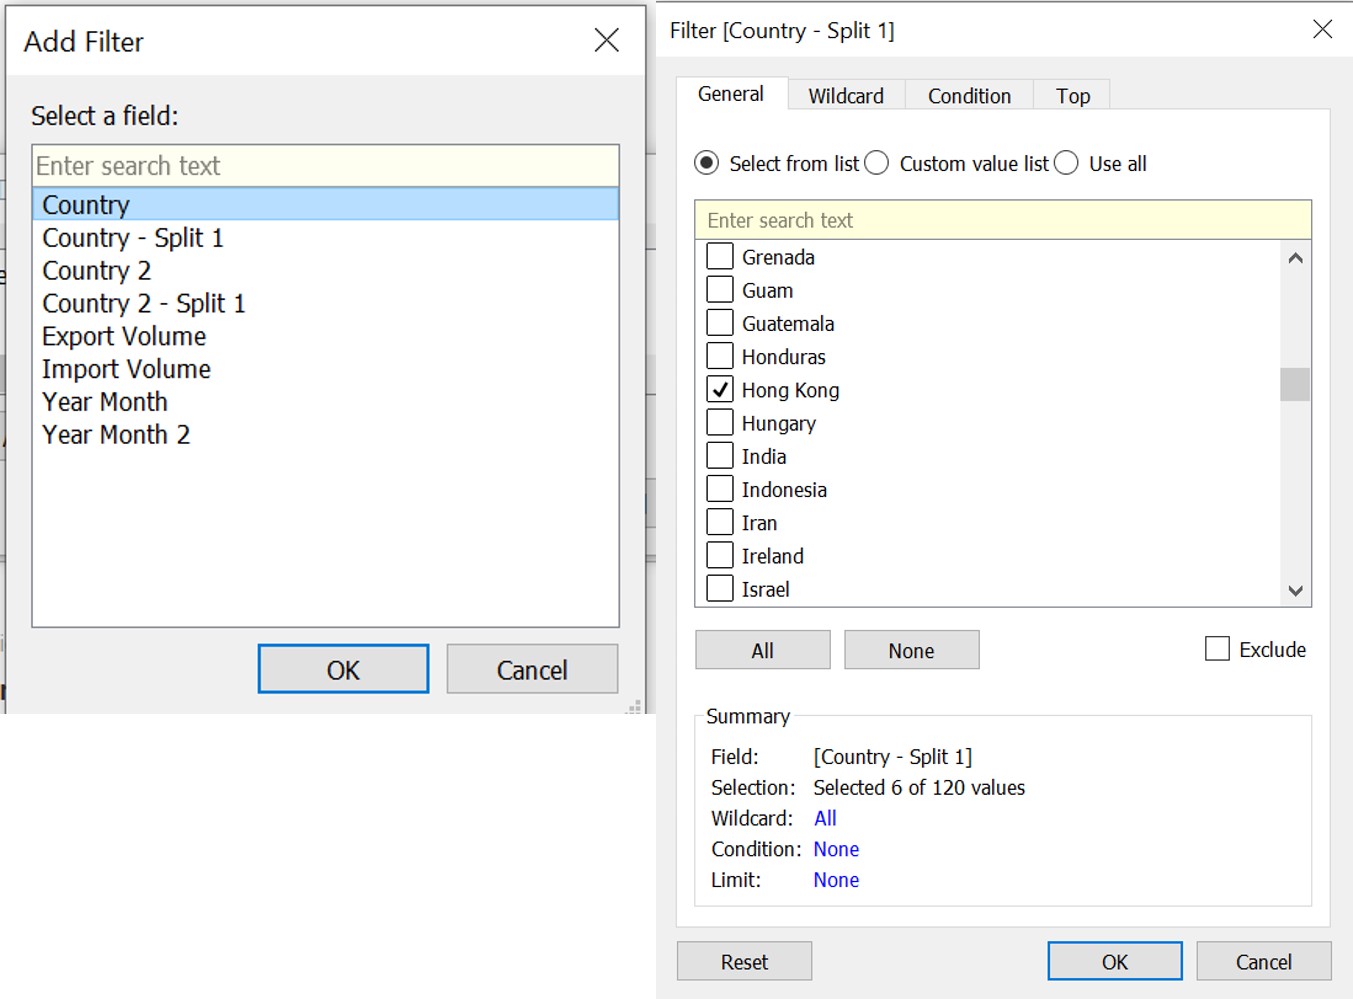 Add Filter
Select a field:
Enter search text
Country
Country - Split 1
Country 2
Country 2 - Split 1
Export Volume
Import Volume
Year Month
Year Month 2
OK
Cancel
Filter [Country - Split 1]
General
Wildcard
Condition
Top
Select from list
Custom value list
Use all
Enter search text
Grenada
Guam
Guatemala
Honduras
Hong Kong
Hungary
India
Indonesia
Iran
Ireland
Israel
All
None
Exclude
Summary
Field: [Country - Split 1]
Selection: Selected 6 of 120 values
Wildcard: All
Condition: None
Limit: None
Reset
OK
Cancel